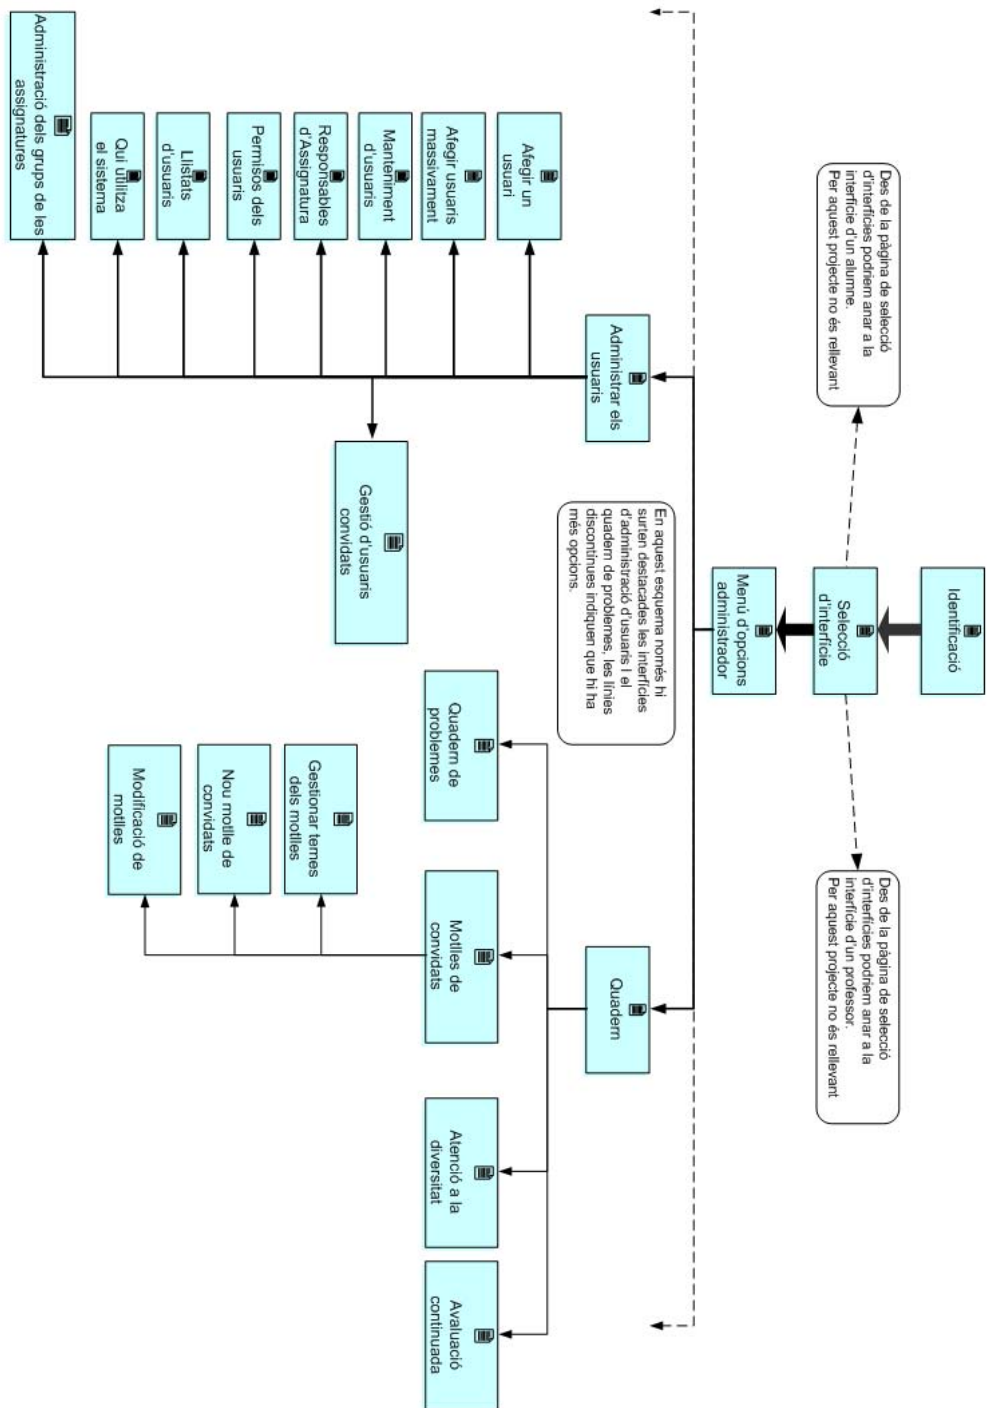 Identificació
Selecció
d'interfície
Menú d'opcions
administrador
Des de la pàgina de selecció
d'interfícies podriem anar a la
interfície d'un alumne.
Per aquest projecte no és rellevant
Des de la pàgina de selecció
d'interfícies podriem anar a la
interfície d'un professor.
Per aquest projecte no és rellevant
En aquest esquema només hi
surten destacades les interfícies
d'administració d'usuaris i el
quadern de problemes, les línies
discontinues indiquen que hi ha
més opcions.
Administrar els
usuaris
Quadern
Afegir un
usuari
Afegir usuaris
massivament
Manteniment
d'usuaris
Responsables
d'Assignatura
Permisos dels
usuaris
Llistats
d'usuaris
Qui utilitza
el sistema
Administració dels grups de les
assignatures
Gestió d'usuaris
convidats
Quadern de
problemes
Motlles de
convidats
Atenció a la
diversitat
Avaluació
continuada
Gestionar temes
dels motlles
Nou motlle de
convidats
Modificació de
motlles